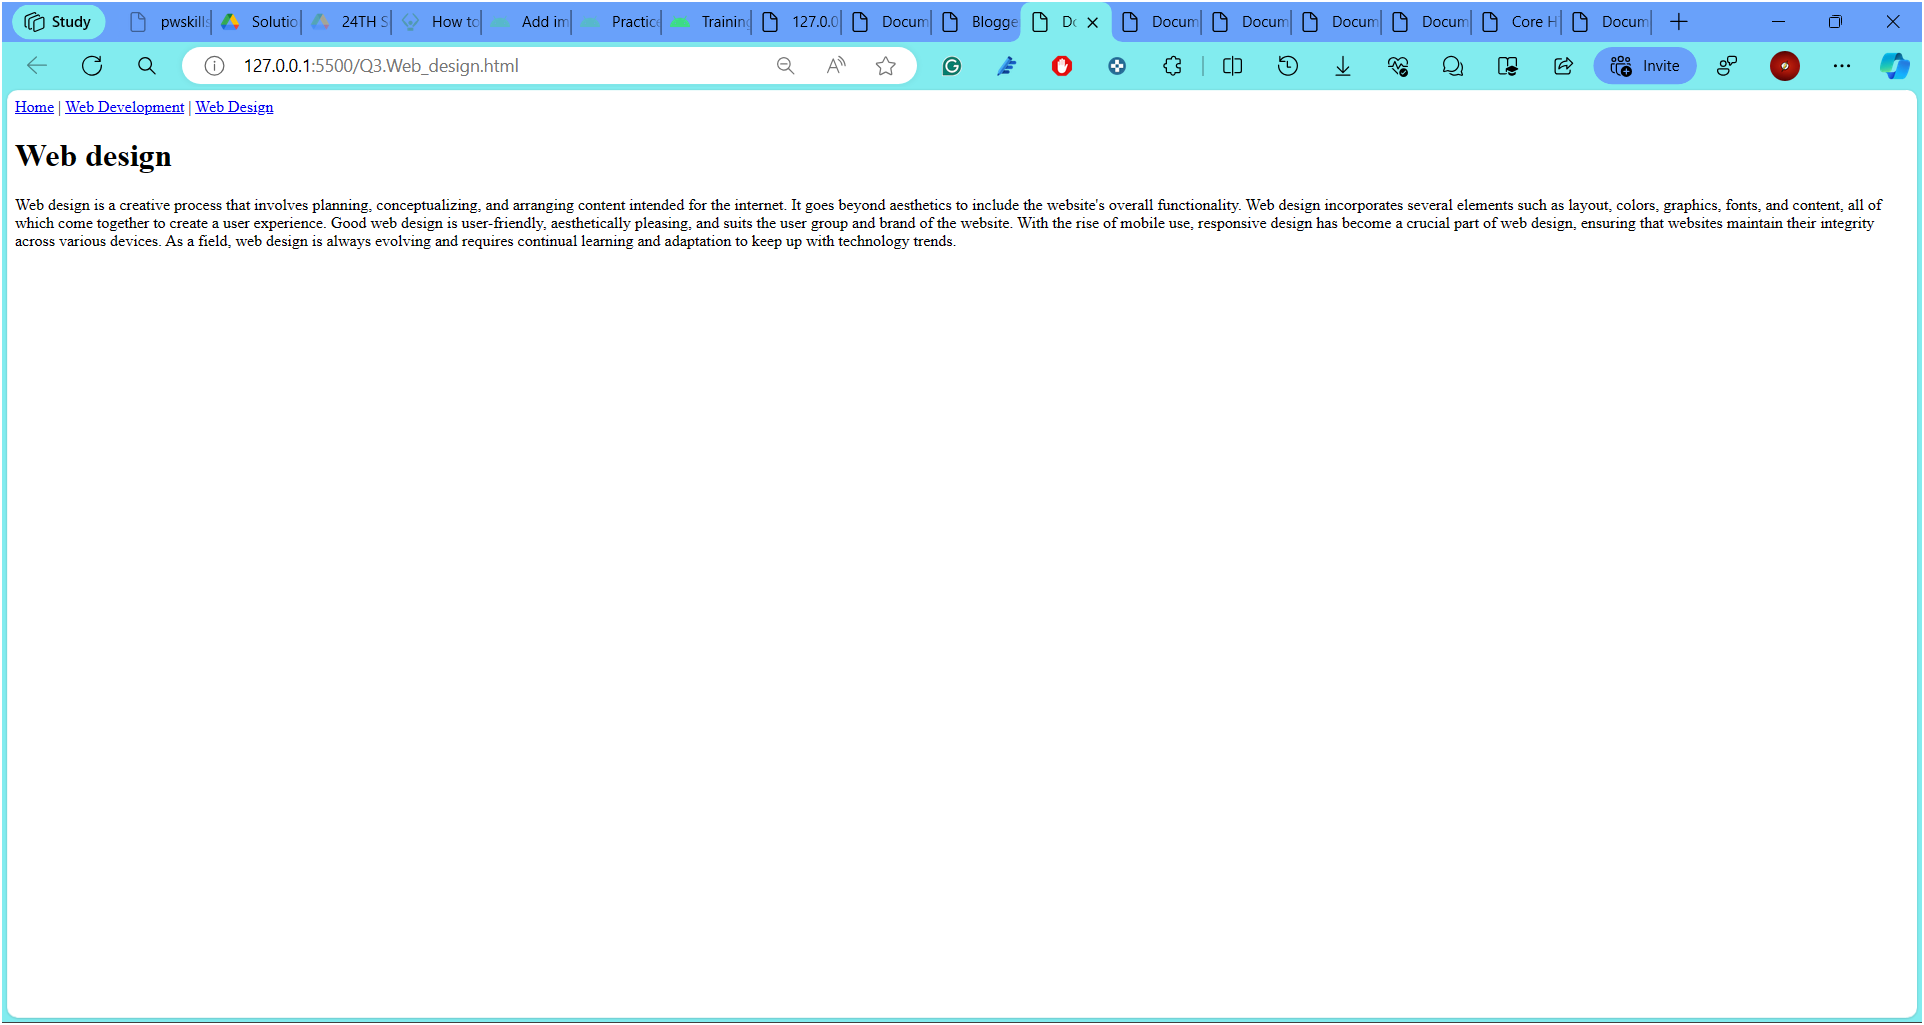 Study pwskills Solutio 24TH S How to Add im Practice Training 127.0.0 Docum Blogge Do Docum Docum Docum Docum Core H Docum
127.0.0.1:5500/Q3.Web_design.html Invite
Home | Web Development | Web Design
Web design
Web design is a creative process that involves planning, conceptualizing, and arranging content intended for the internet. It goes beyond aesthetics to include the website's overall functionality. Web design incorporates several elements such as layout, colors, graphics, fonts, and content, all of
which come together to create a user experience. Good web design is user-friendly, aesthetically pleasing, and suits the user group and brand of the website. With the rise of mobile use, responsive design has become a crucial part of web design, ensuring that websites maintain their integrity
across various devices. As a field, web design is always evolving and requires continual learning and adaptation to keep up with technology trends.